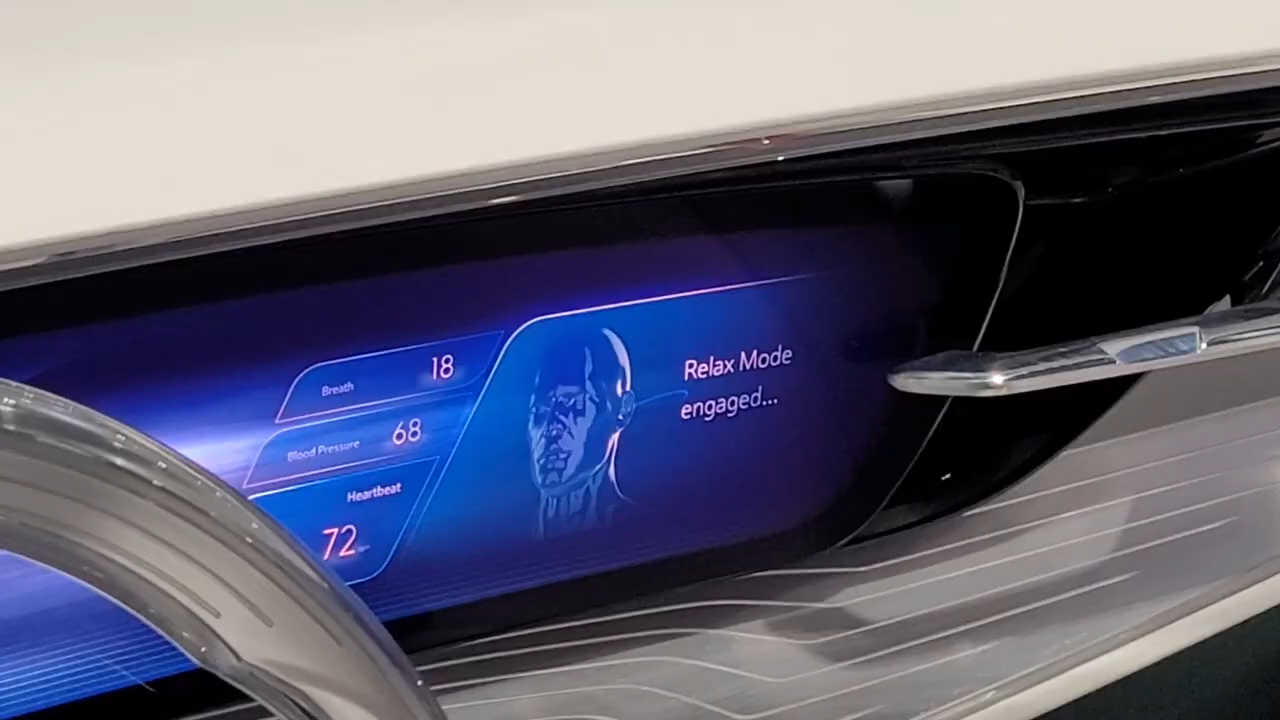 Breath 18
Blood Pressure 68
Heartbeat
72
Relax Mode
engaged...